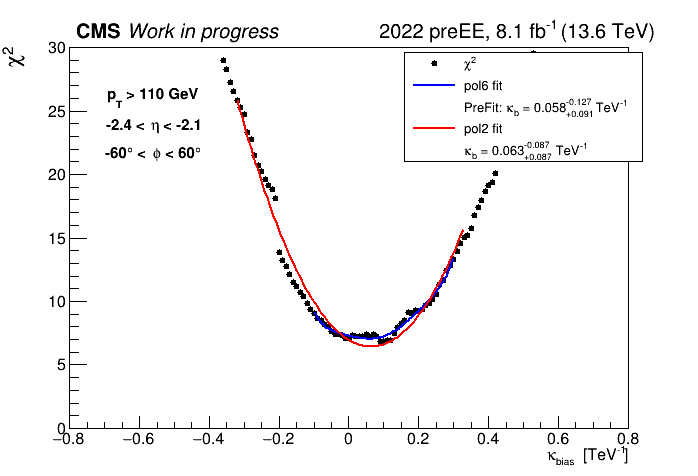 CMS Work in progress 2022 preEE, 8.1 fb⁻¹ (13.6 TeV)
χ²
30
25
20
15
10
5
0
p_T > 110 GeV
-2.4 < η < -2.1
-60° < ϕ < 60°
χ²
pol6 fit
PreFit: κ_b = 0.058^{-0.127}_{+0.091} TeV⁻¹
pol2 fit
κ_b = 0.063^{-0.087}_{+0.087} TeV⁻¹
−0.8 −0.6 −0.4 −0.2 0 0.2 0.4 0.6 0.8
κ_bias [TeV⁻¹]